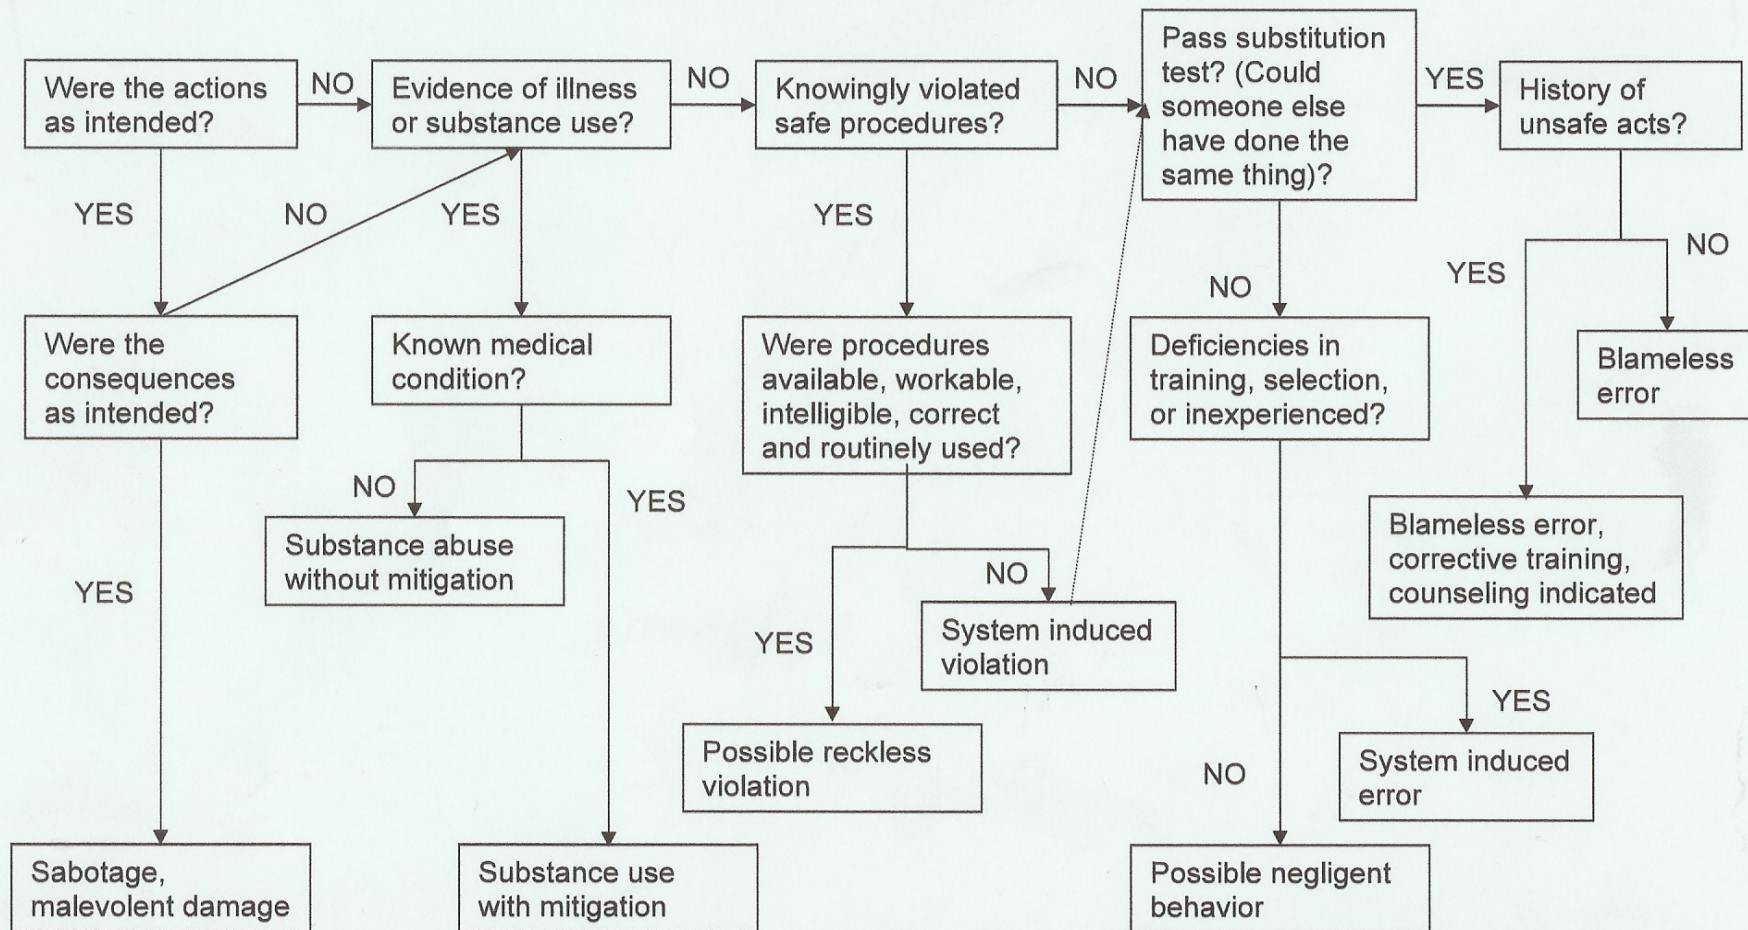 Were the actions
as intended?
NO
Evidence of illness
or substance use?
NO
Knowingly violated
safe procedures?
NO
Pass substitution
test? (Could
someone else
have done the
same thing)?
YES
History of
unsafe acts?
YES
NO
YES
YES
NO
YES
NO
Were the
consequences
as intended?
Known medical
condition?
Were procedures
available, workable,
intelligible, correct
and routinely used?
Deficiencies in
training, selection,
or inexperienced?
Blameless
error
NO
YES
Substance abuse
without mitigation
YES
NO
YES
System induced
violation
Blameless error,
corrective training,
counseling indicated
Possible reckless
violation
NO
YES
System induced
error
Sabotage,
malevolent damage
Substance use
with mitigation
Possible negligent
behavior